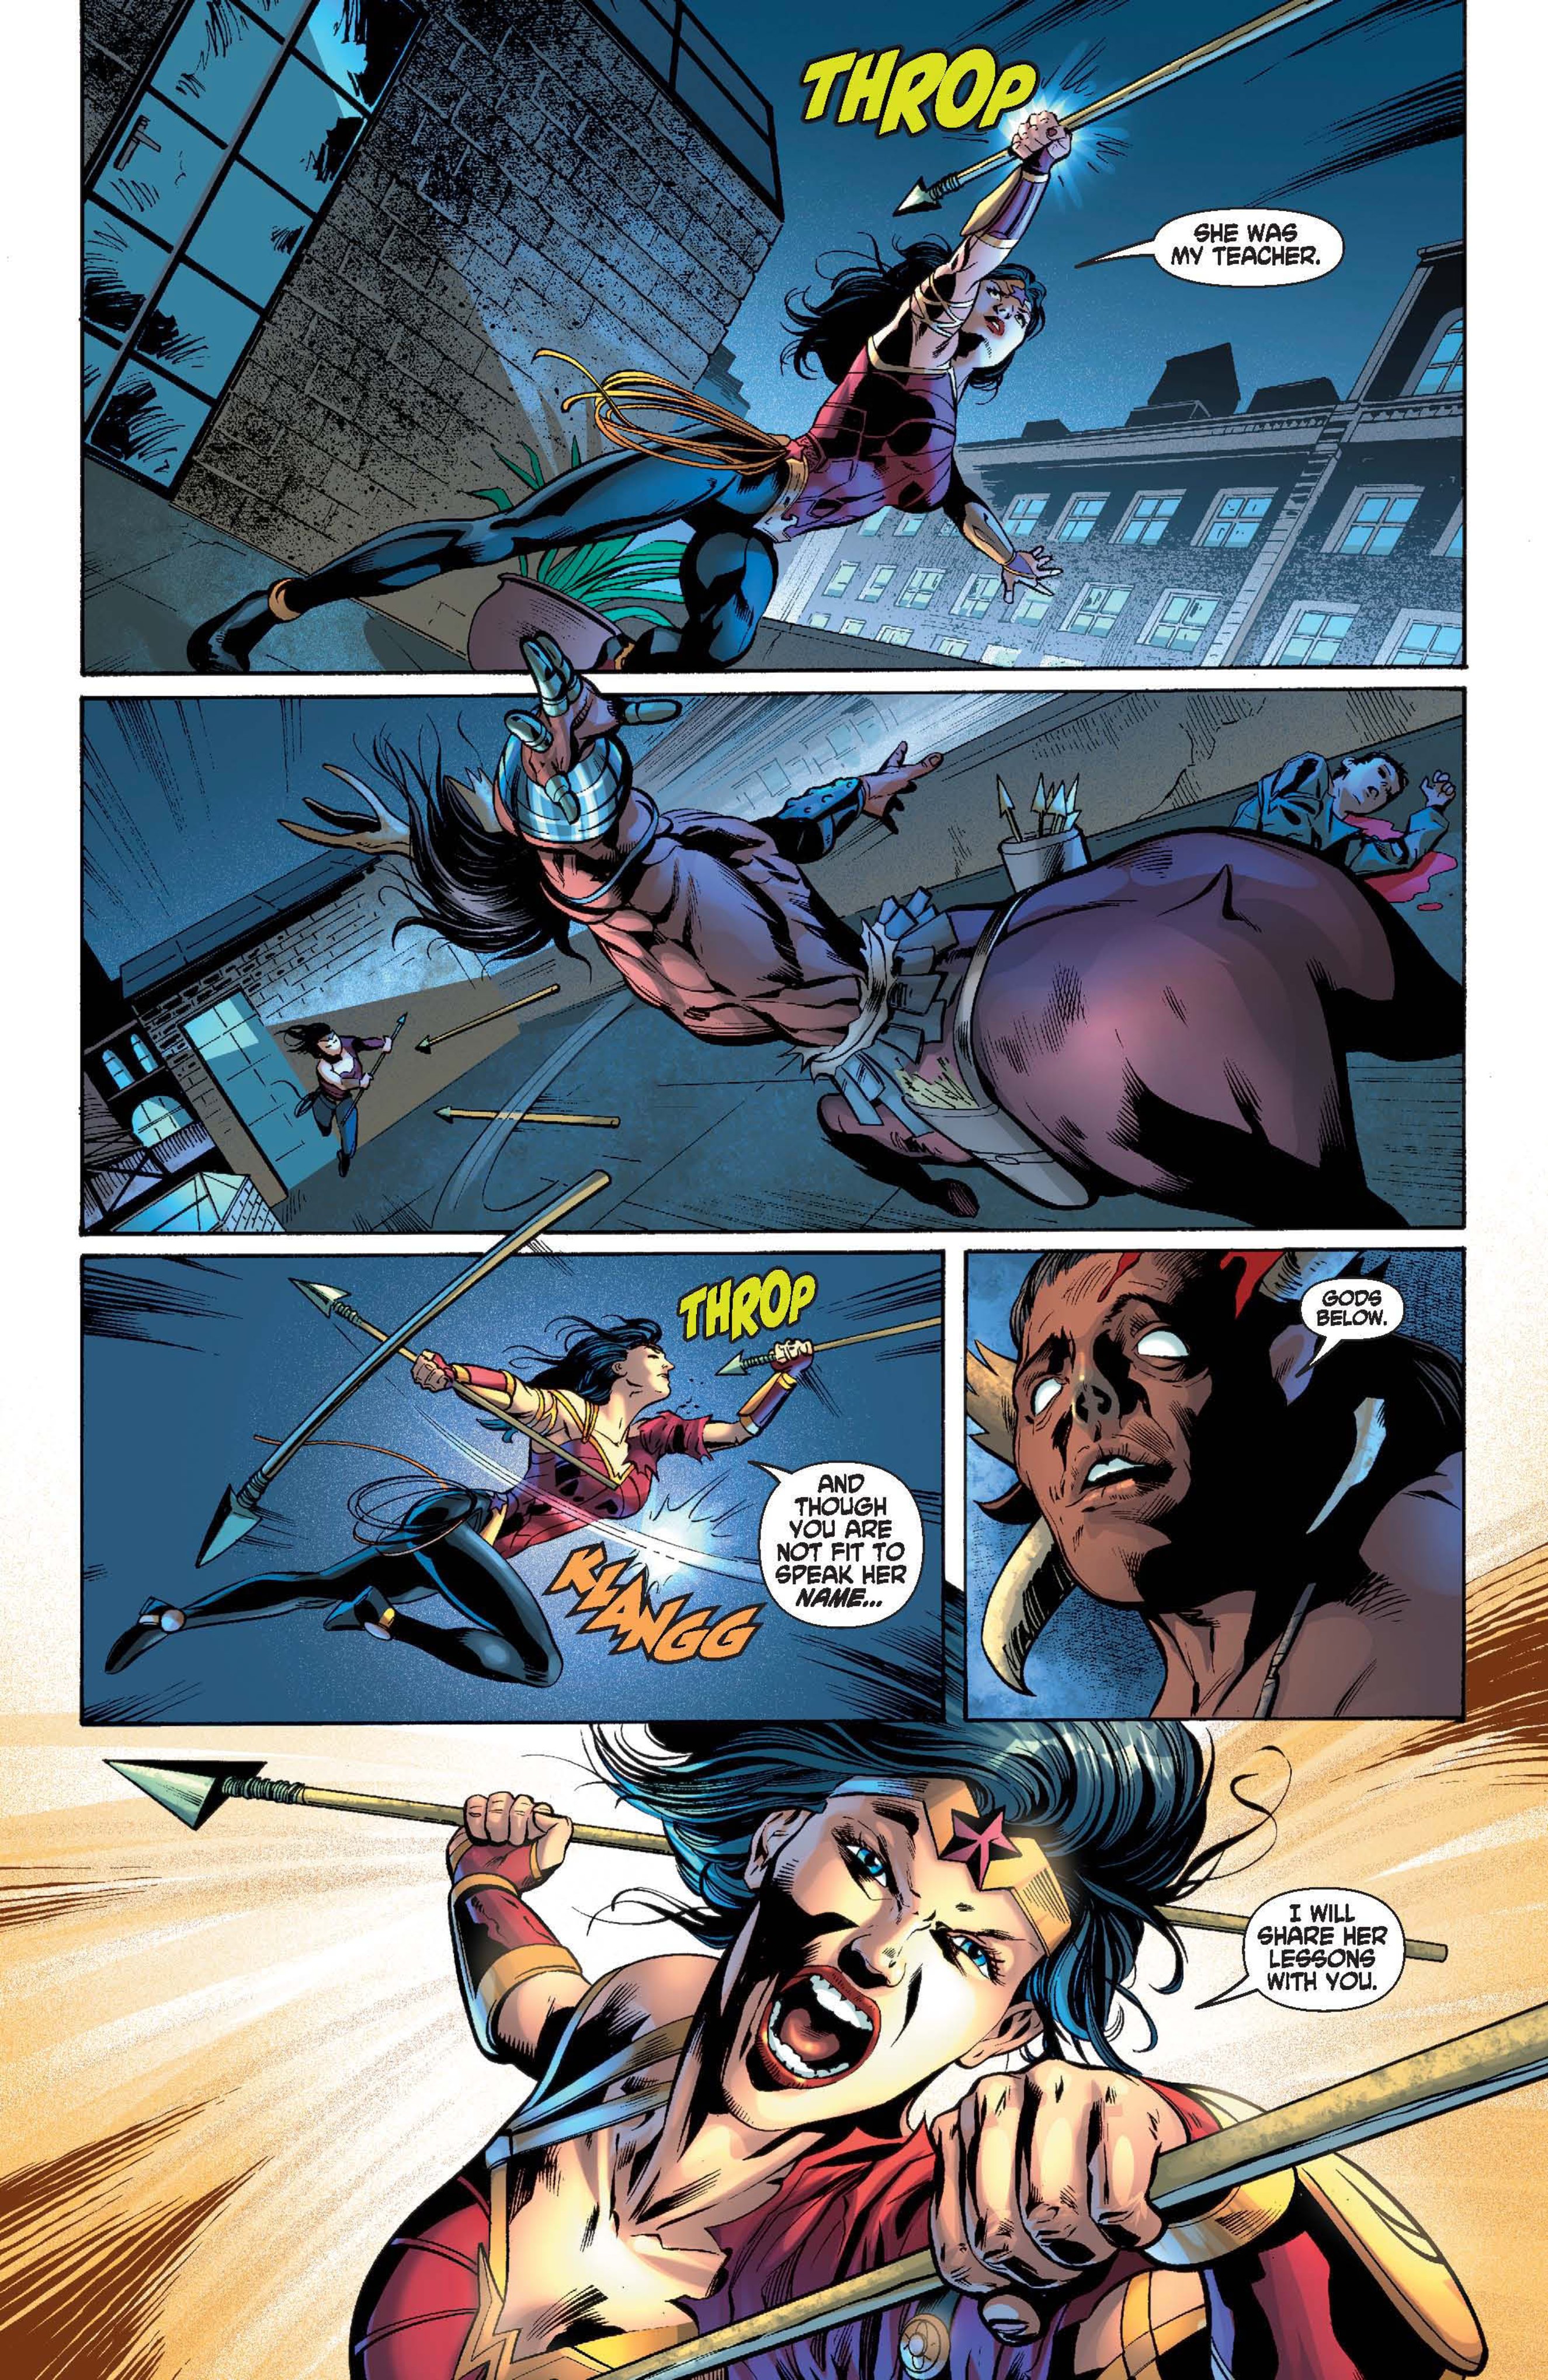 THROP
SHE WAS
MY TEACHER.
THROP
AND
THOUGH
YOU ARE
NOT FIT TO
SPEAK HER
NAME...
KLANGG
GODS
BELOW.
I WILL
SHARE HER
LESSONS
WITH YOU.